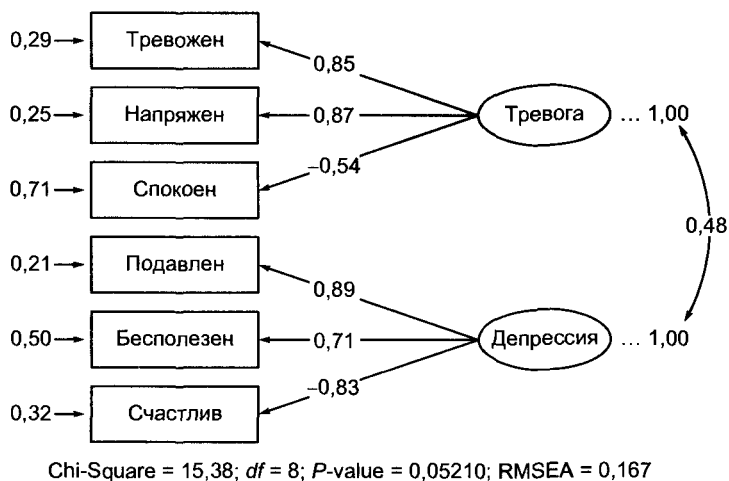 0,29 Тревожен
0,85
0,25 Напряжен 0,87 Тревога ... 1,00
–0,54
0,71 Спокоен
0,48
0,21 Подавлен
0,89
0,50 Бесполезен 0,71 Депрессия ... 1,00
–0,83
0,32 Счастлив
Chi-Square = 15,38; df = 8; P-value = 0,05210; RMSEA = 0,167